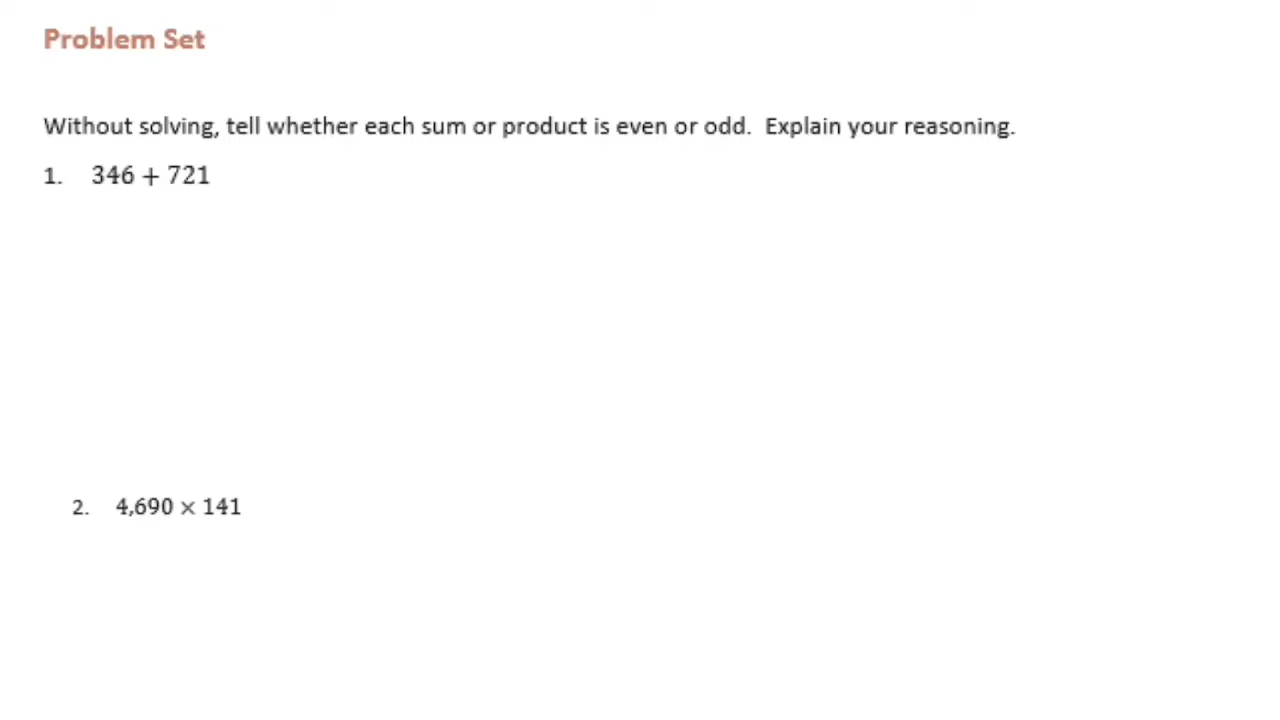 Problem Set
Without solving, tell whether each sum or product is even or odd.  Explain your reasoning.
1. 346 + 721
2. 4,690 × 141